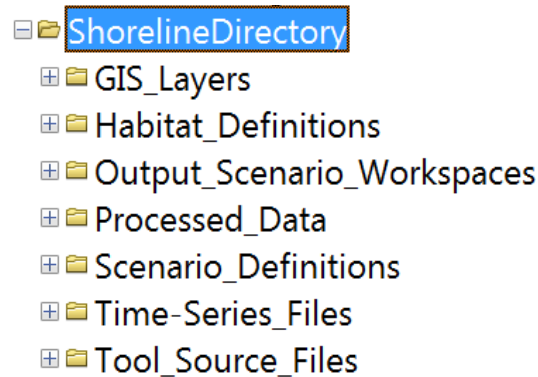 ShorelineDirectory
GIS_Layers
Habitat_Definitions
Output_Scenario_Workspaces
Processed_Data
Scenario_Definitions
Time-Series_Files
Tool_Source_Files